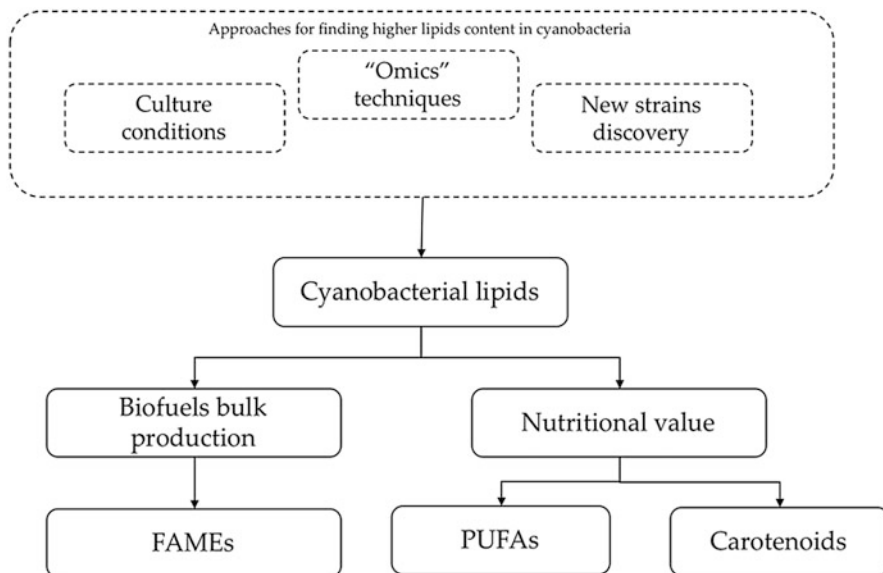 Approaches for finding higher lipids content in cyanobacteria
“Omics”
techniques
Culture
conditions
New strains
discovery
Cyanobacterial lipids
Biofuels bulk
production
Nutritional value
FAMEs
PUFAs
Carotenoids